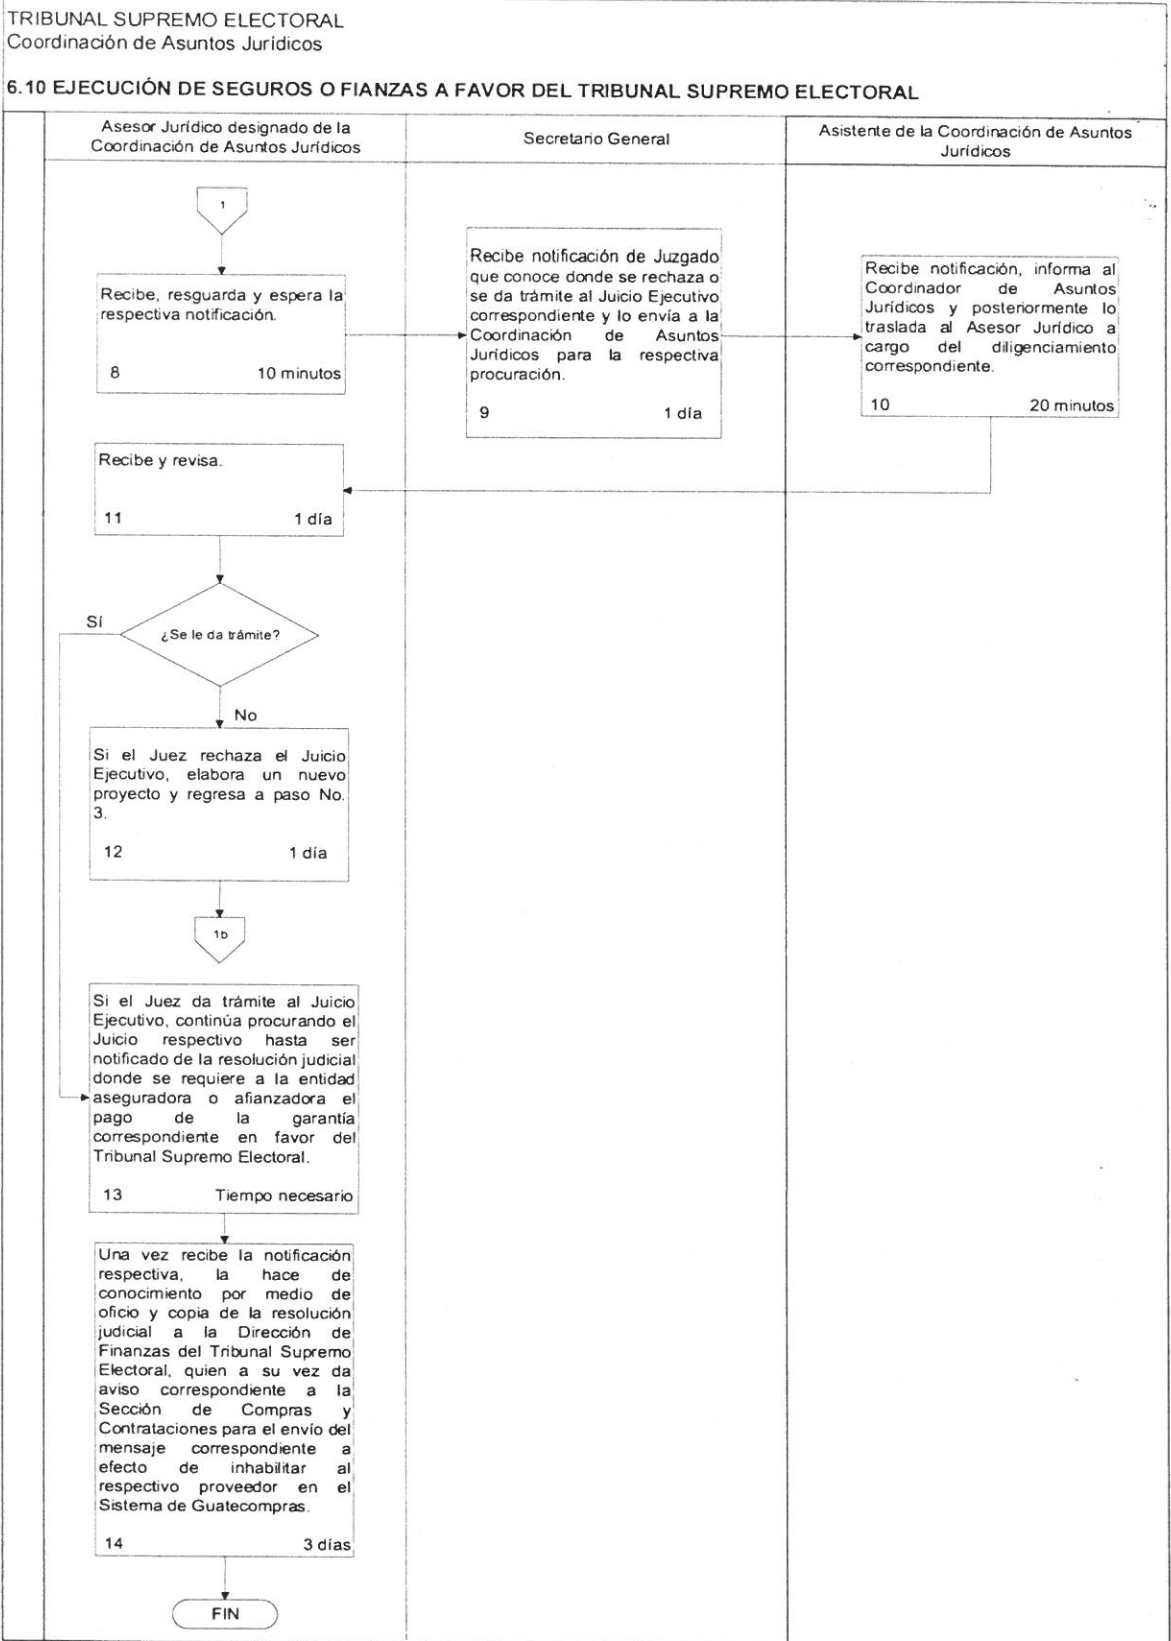 TRIBUNAL SUPREMO ELECTORAL
Coordinación de Asuntos Jurídicos
6.10 EJECUCIÓN DE SEGUROS O FIANZAS A FAVOR DEL TRIBUNAL SUPREMO ELECTORAL
Asesor Jurídico designado de la
Coordinación de Asuntos Jurídicos
Secretario General
Asistente de la Coordinación de Asuntos
Jurídicos
1
Recibe, resguarda y espera la
respectiva notificación.
8 10 minutos
Recibe notificación de Juzgado
que conoce donde se rechaza o
se da trámite al Juicio Ejecutivo
correspondiente y lo envía a la
Coordinación de Asuntos
Jurídicos para la respectiva
procuración.
9 1 día
Recibe notificación, informa al
Coordinador de Asuntos
Jurídicos y posteriormente lo
traslada al Asesor Jurídico a
cargo del diligenciamiento
correspondiente.
10 20 minutos
Recibe y revisa.
11 1 día
¿Se le da trámite?
Sí
No
Si el Juez rechaza el Juicio
Ejecutivo, elabora un nuevo
proyecto y regresa a paso No.
3.
12 1 día
1b
Si el Juez da trámite al Juicio
Ejecutivo, continúa procurando el
Juicio respectivo hasta ser
notificado de la resolución judicial
donde se requiere a la entidad
aseguradora o afianzadora el
pago de la garantía
correspondiente en favor del
Tribunal Supremo Electoral.
13 Tiempo necesario
Una vez recibe la notificación
respectiva, la hace de
conocimiento por medio de
oficio y copia de la resolución
judicial a la Dirección de
Finanzas del Tribunal Supremo
Electoral, quien a su vez da
aviso correspondiente a la
Sección de Compras y
Contrataciones para el envío del
mensaje correspondiente a
efecto de inhabilitar al
respectivo proveedor en el
Sistema de Guatecompras.
14 3 días
FIN